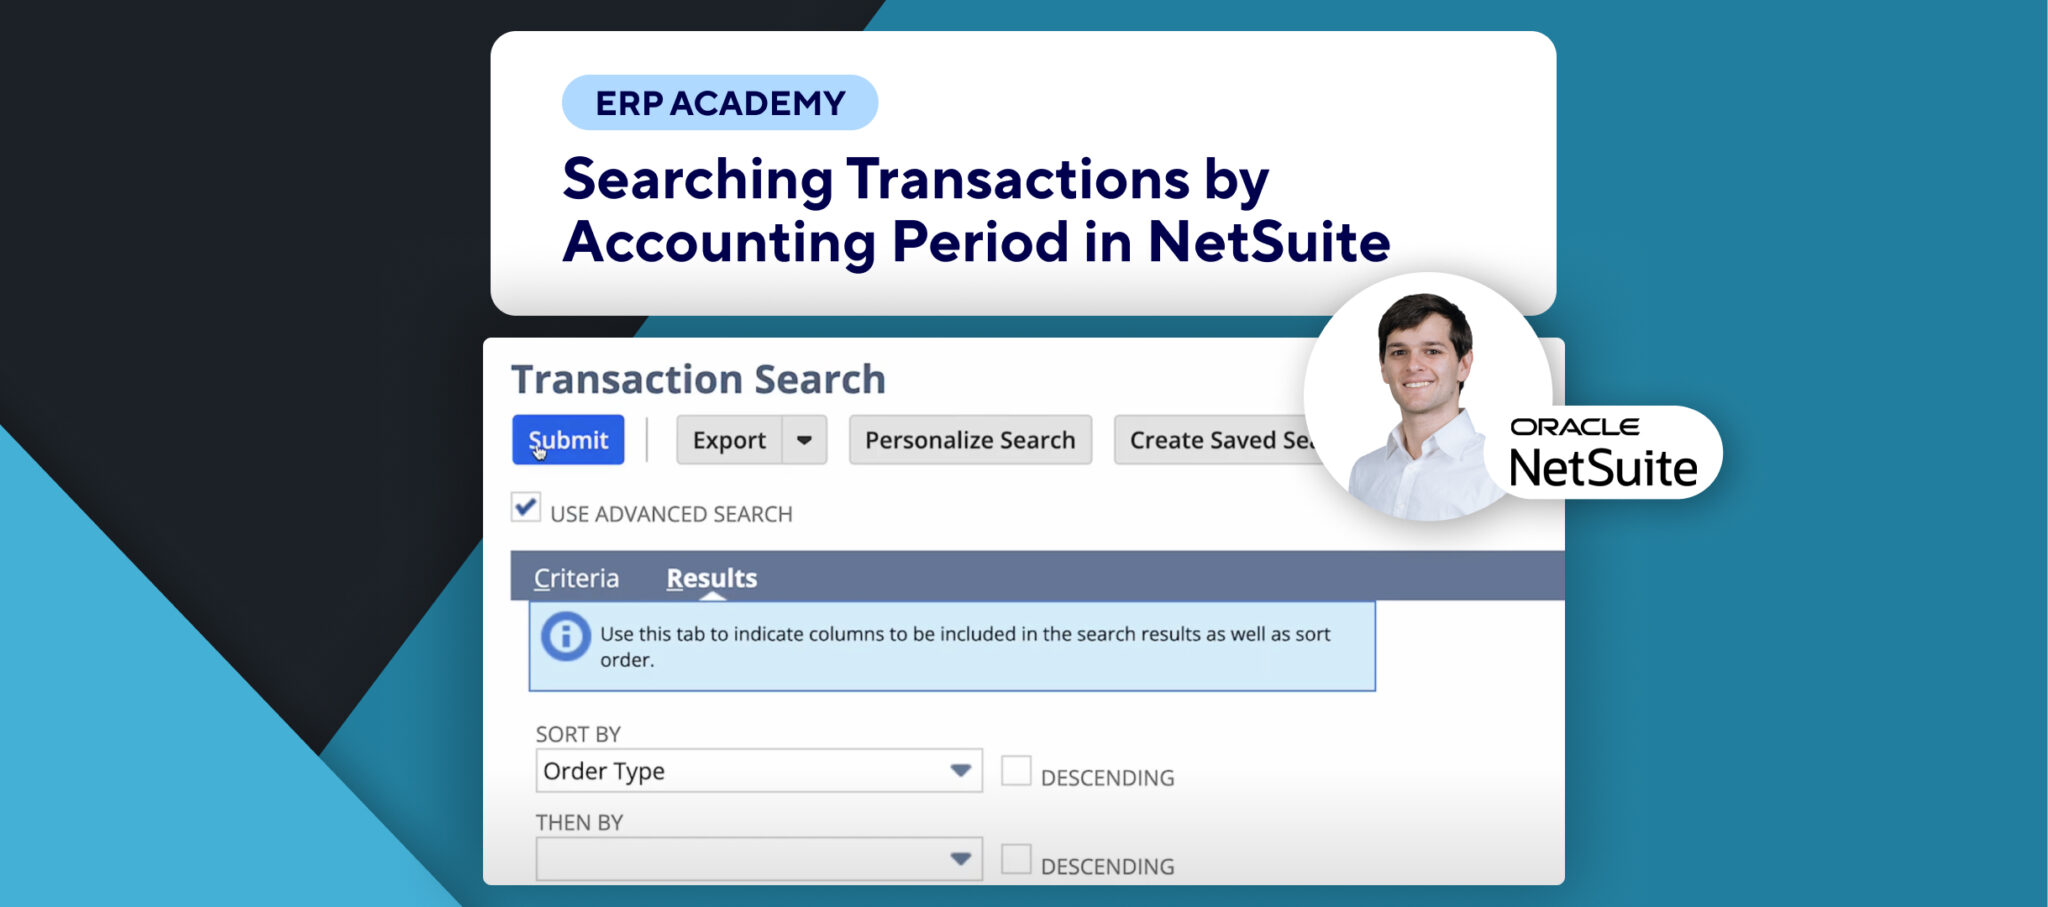 ERP ACADEMY
Searching Transactions by
Accounting Period in NetSuite
Transaction Search
Submit
Export
Personalize Search
Create Saved
ORACLE
NetSuite
USE ADVANCED SEARCH
Criteria
Results
Use this tab to indicate columns to be included in the search results as well as sort
order.
SORT BY
Order Type
DESCENDING
THEN BY
DESCENDING